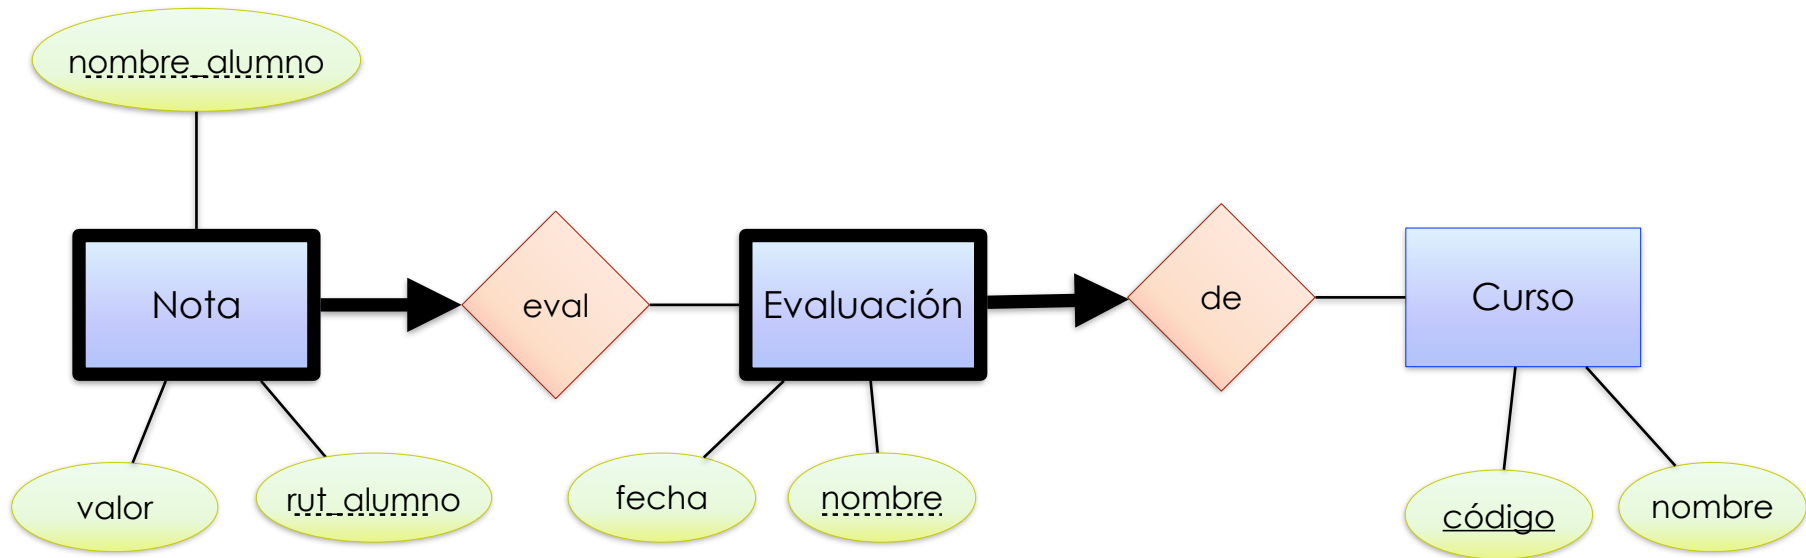 nombre_alumno
Nota
eval
Evaluación
de
Curso
valor
rut_alumno
fecha
nombre
código
nombre